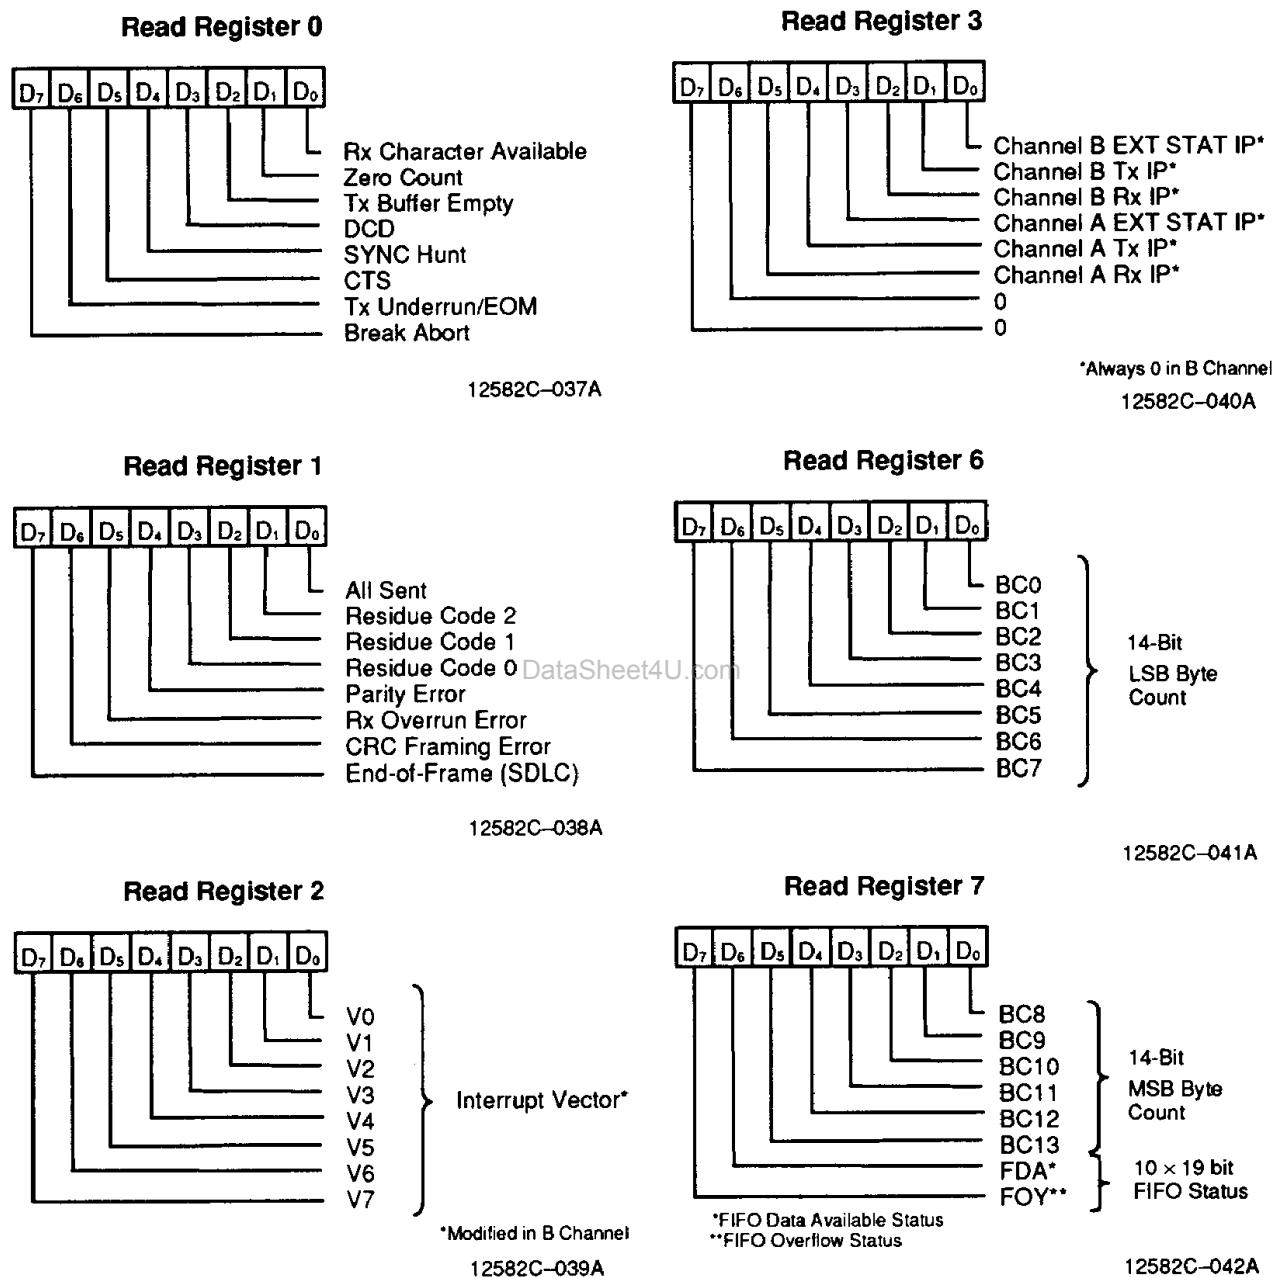 Read Register 0
D7 D6 D5 D4 D3 D2 D1 D0
Rx Character Available
Zero Count
Tx Buffer Empty
DCD
SYNC Hunt
CTS
Tx Underrun/EOM
Break Abort
12582C–037A
Read Register 3
D7 D6 D5 D4 D3 D2 D1 D0
Channel B EXT STAT IP*
Channel B Tx IP*
Channel B Rx IP*
Channel A EXT STAT IP*
Channel A Tx IP*
Channel A Rx IP*
0
0
*Always 0 in B Channel
12582C–040A
Read Register 1
D7 D6 D5 D4 D3 D2 D1 D0
All Sent
Residue Code 2
Residue Code 1
Residue Code 0
Parity Error
Rx Overrun Error
CRC Framing Error
End-of-Frame (SDLC)
12582C–038A
DataSheet4U.com
Read Register 6
D7 D6 D5 D4 D3 D2 D1 D0
BC0
BC1
BC2
BC3
BC4
BC5
BC6
BC7
14-Bit
LSB Byte
Count
12582C–041A
Read Register 2
D7 D6 D5 D4 D3 D2 D1 D0
V0
V1
V2
V3
V4
V5
V6
V7
Interrupt Vector*
*Modified in B Channel
12582C–039A
Read Register 7
D7 D6 D5 D4 D3 D2 D1 D0
BC8
BC9
BC10
BC11
BC12
BC13
FDA*
FOY**
14-Bit
MSB Byte
Count
10 × 19 bit
FIFO Status
*FIFO Data Available Status
**FIFO Overflow Status
12582C–042A